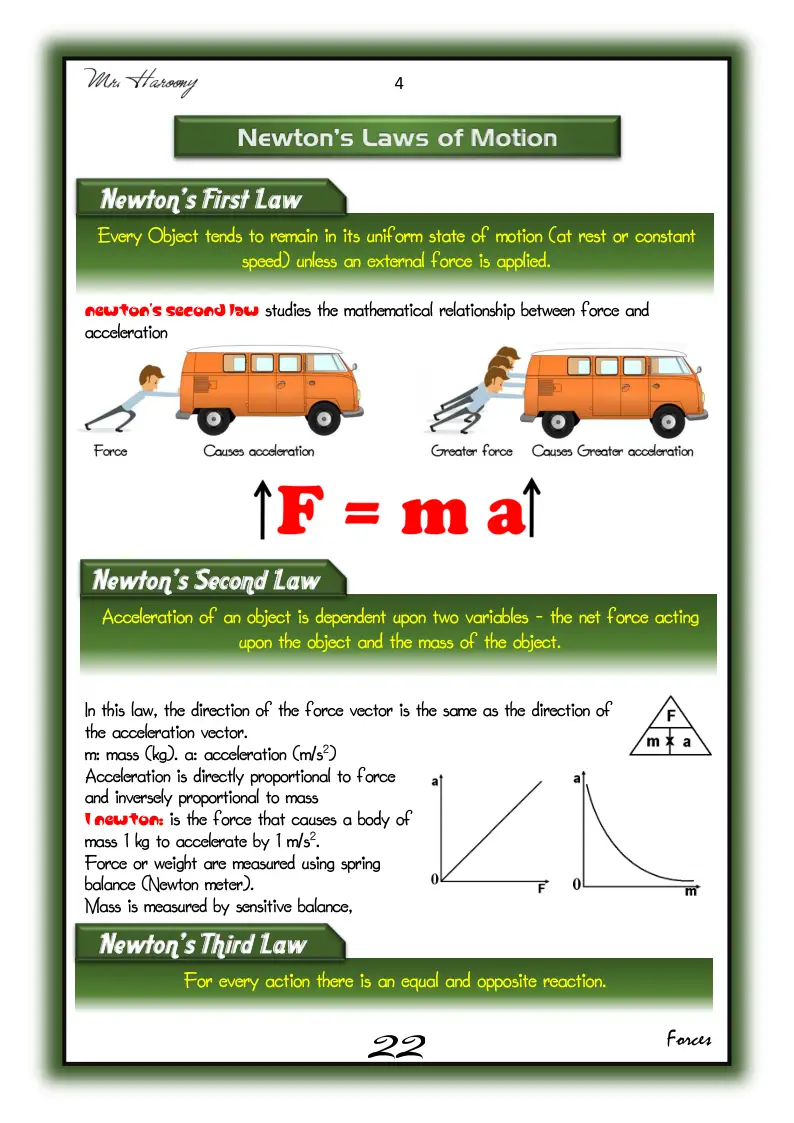 Mr. Haroony
4
Newton's Laws of Motion
Newton's First Law
Every Object tends to remain in its uniform state of motion (at rest or constant
speed) unless an external force is applied.
newton's second law studies the mathematical relationship between force and
acceleration
Force Causes acceleration Greater force Causes Greater acceleration
↑F = m a↑
Newton's Second Law
Acceleration of an object is dependent upon two variables - the net force acting
upon the object and the mass of the object.
In this law, the direction of the force vector is the same as the direction of
the acceleration vector.
F
m x a
m: mass (kg). a: acceleration (m/s²)
Acceleration is directly proportional to force
and inversely proportional to mass
1 newton: is the force that causes a body of
mass 1 kg to accelerate by 1 m/s².
Force or weight are measured using spring
balance (Newton meter).
Mass is measured by sensitive balance,
a
0
F
a
0
m
Newton's Third Law
For every action there is an equal and opposite reaction.
22
Forces